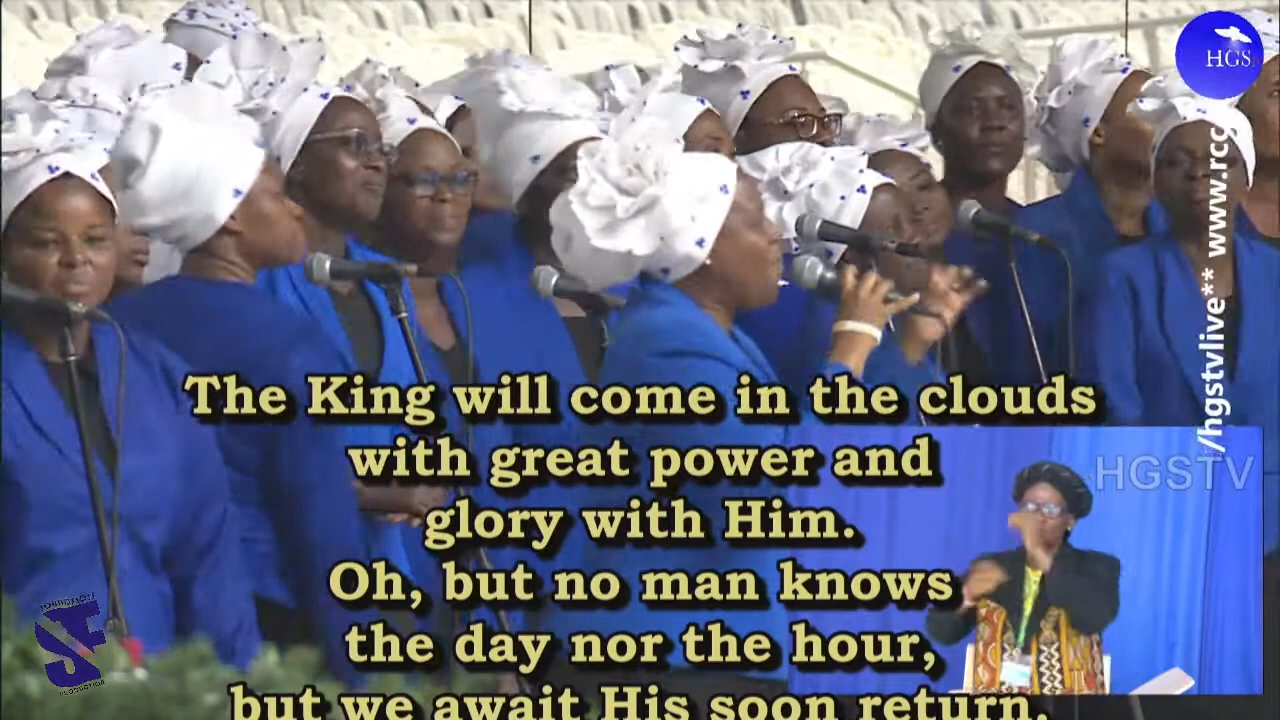 HGS
/hgstvlive** www.rcc
The King will come in the clouds
with great power and
glory with Him.
Oh, but no man knows
the day nor the hour,
but we await His soon return.
HGSTV
SF